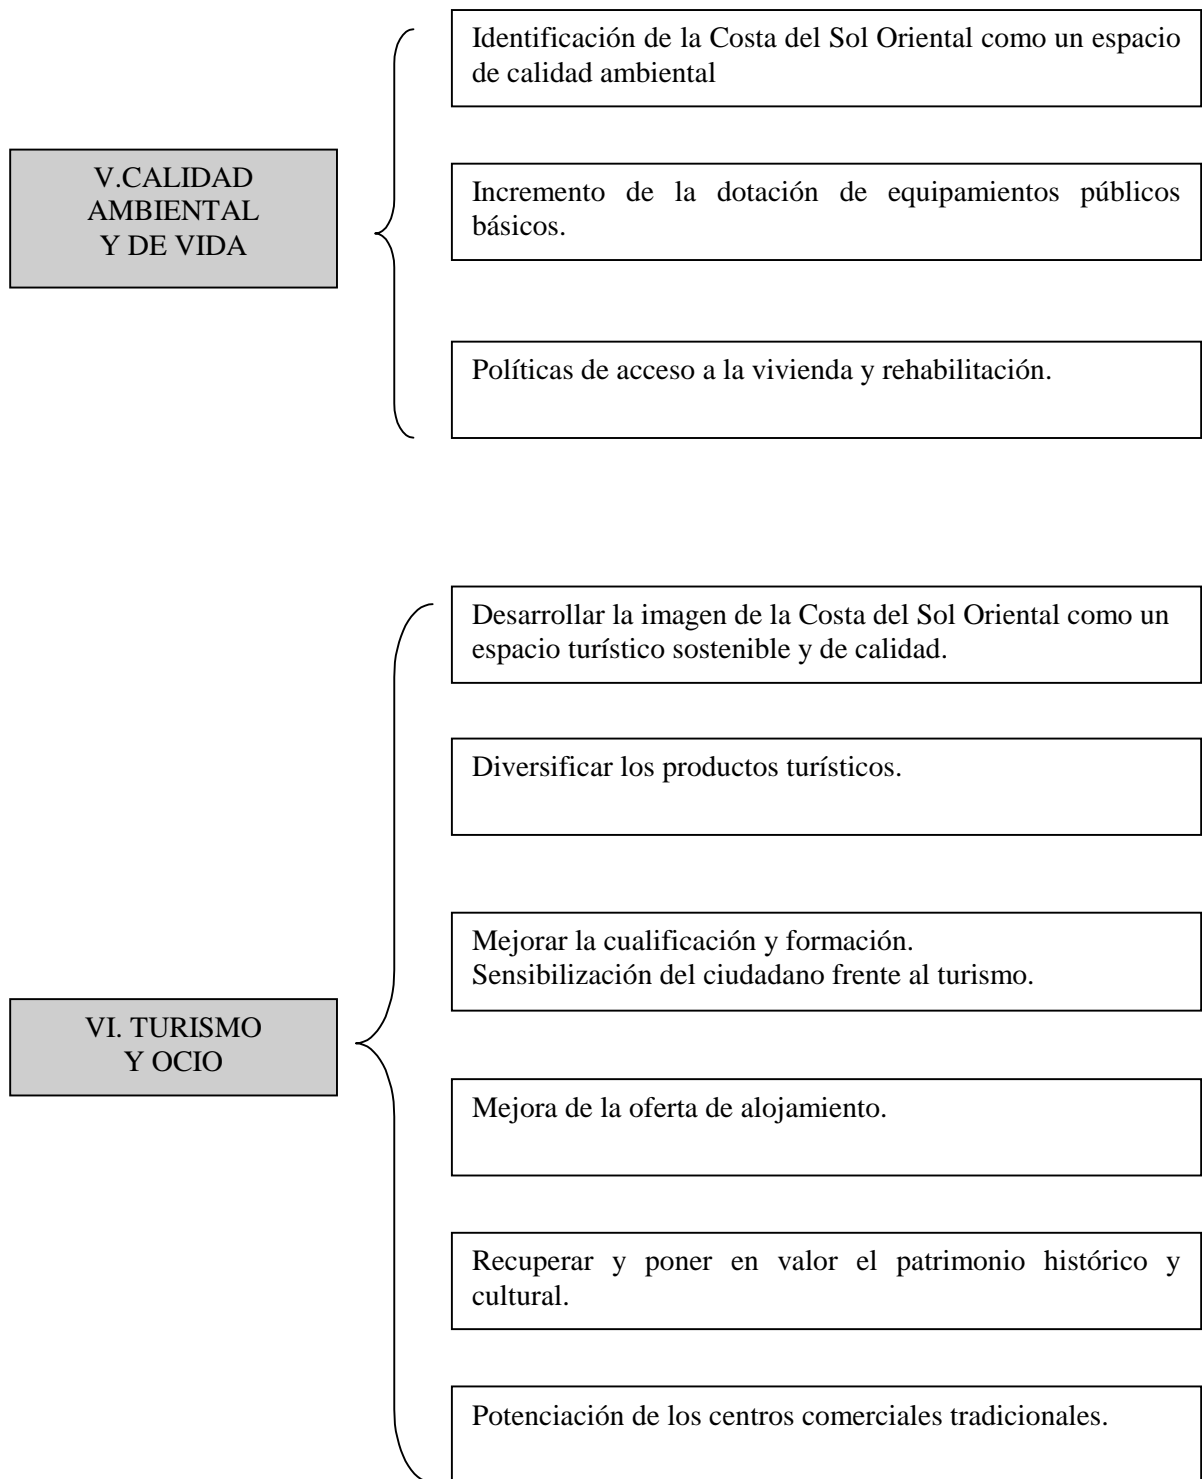 Identificación de la Costa del Sol Oriental como un espacio
de calidad ambiental
V.CALIDAD
AMBIENTAL
Y DE VIDA
Incremento de la dotación de equipamientos públicos
básicos.
Políticas de acceso a la vivienda y rehabilitación.
Desarrollar la imagen de la Costa del Sol Oriental como un
espacio turístico sostenible y de calidad.
Diversificar los productos turísticos.
Mejorar la cualificación y formación.
Sensibilización del ciudadano frente al turismo.
VI. TURISMO
Y OCIO
Mejora de la oferta de alojamiento.
Recuperar y poner en valor el patrimonio histórico y
cultural.
Potenciación de los centros comerciales tradicionales.